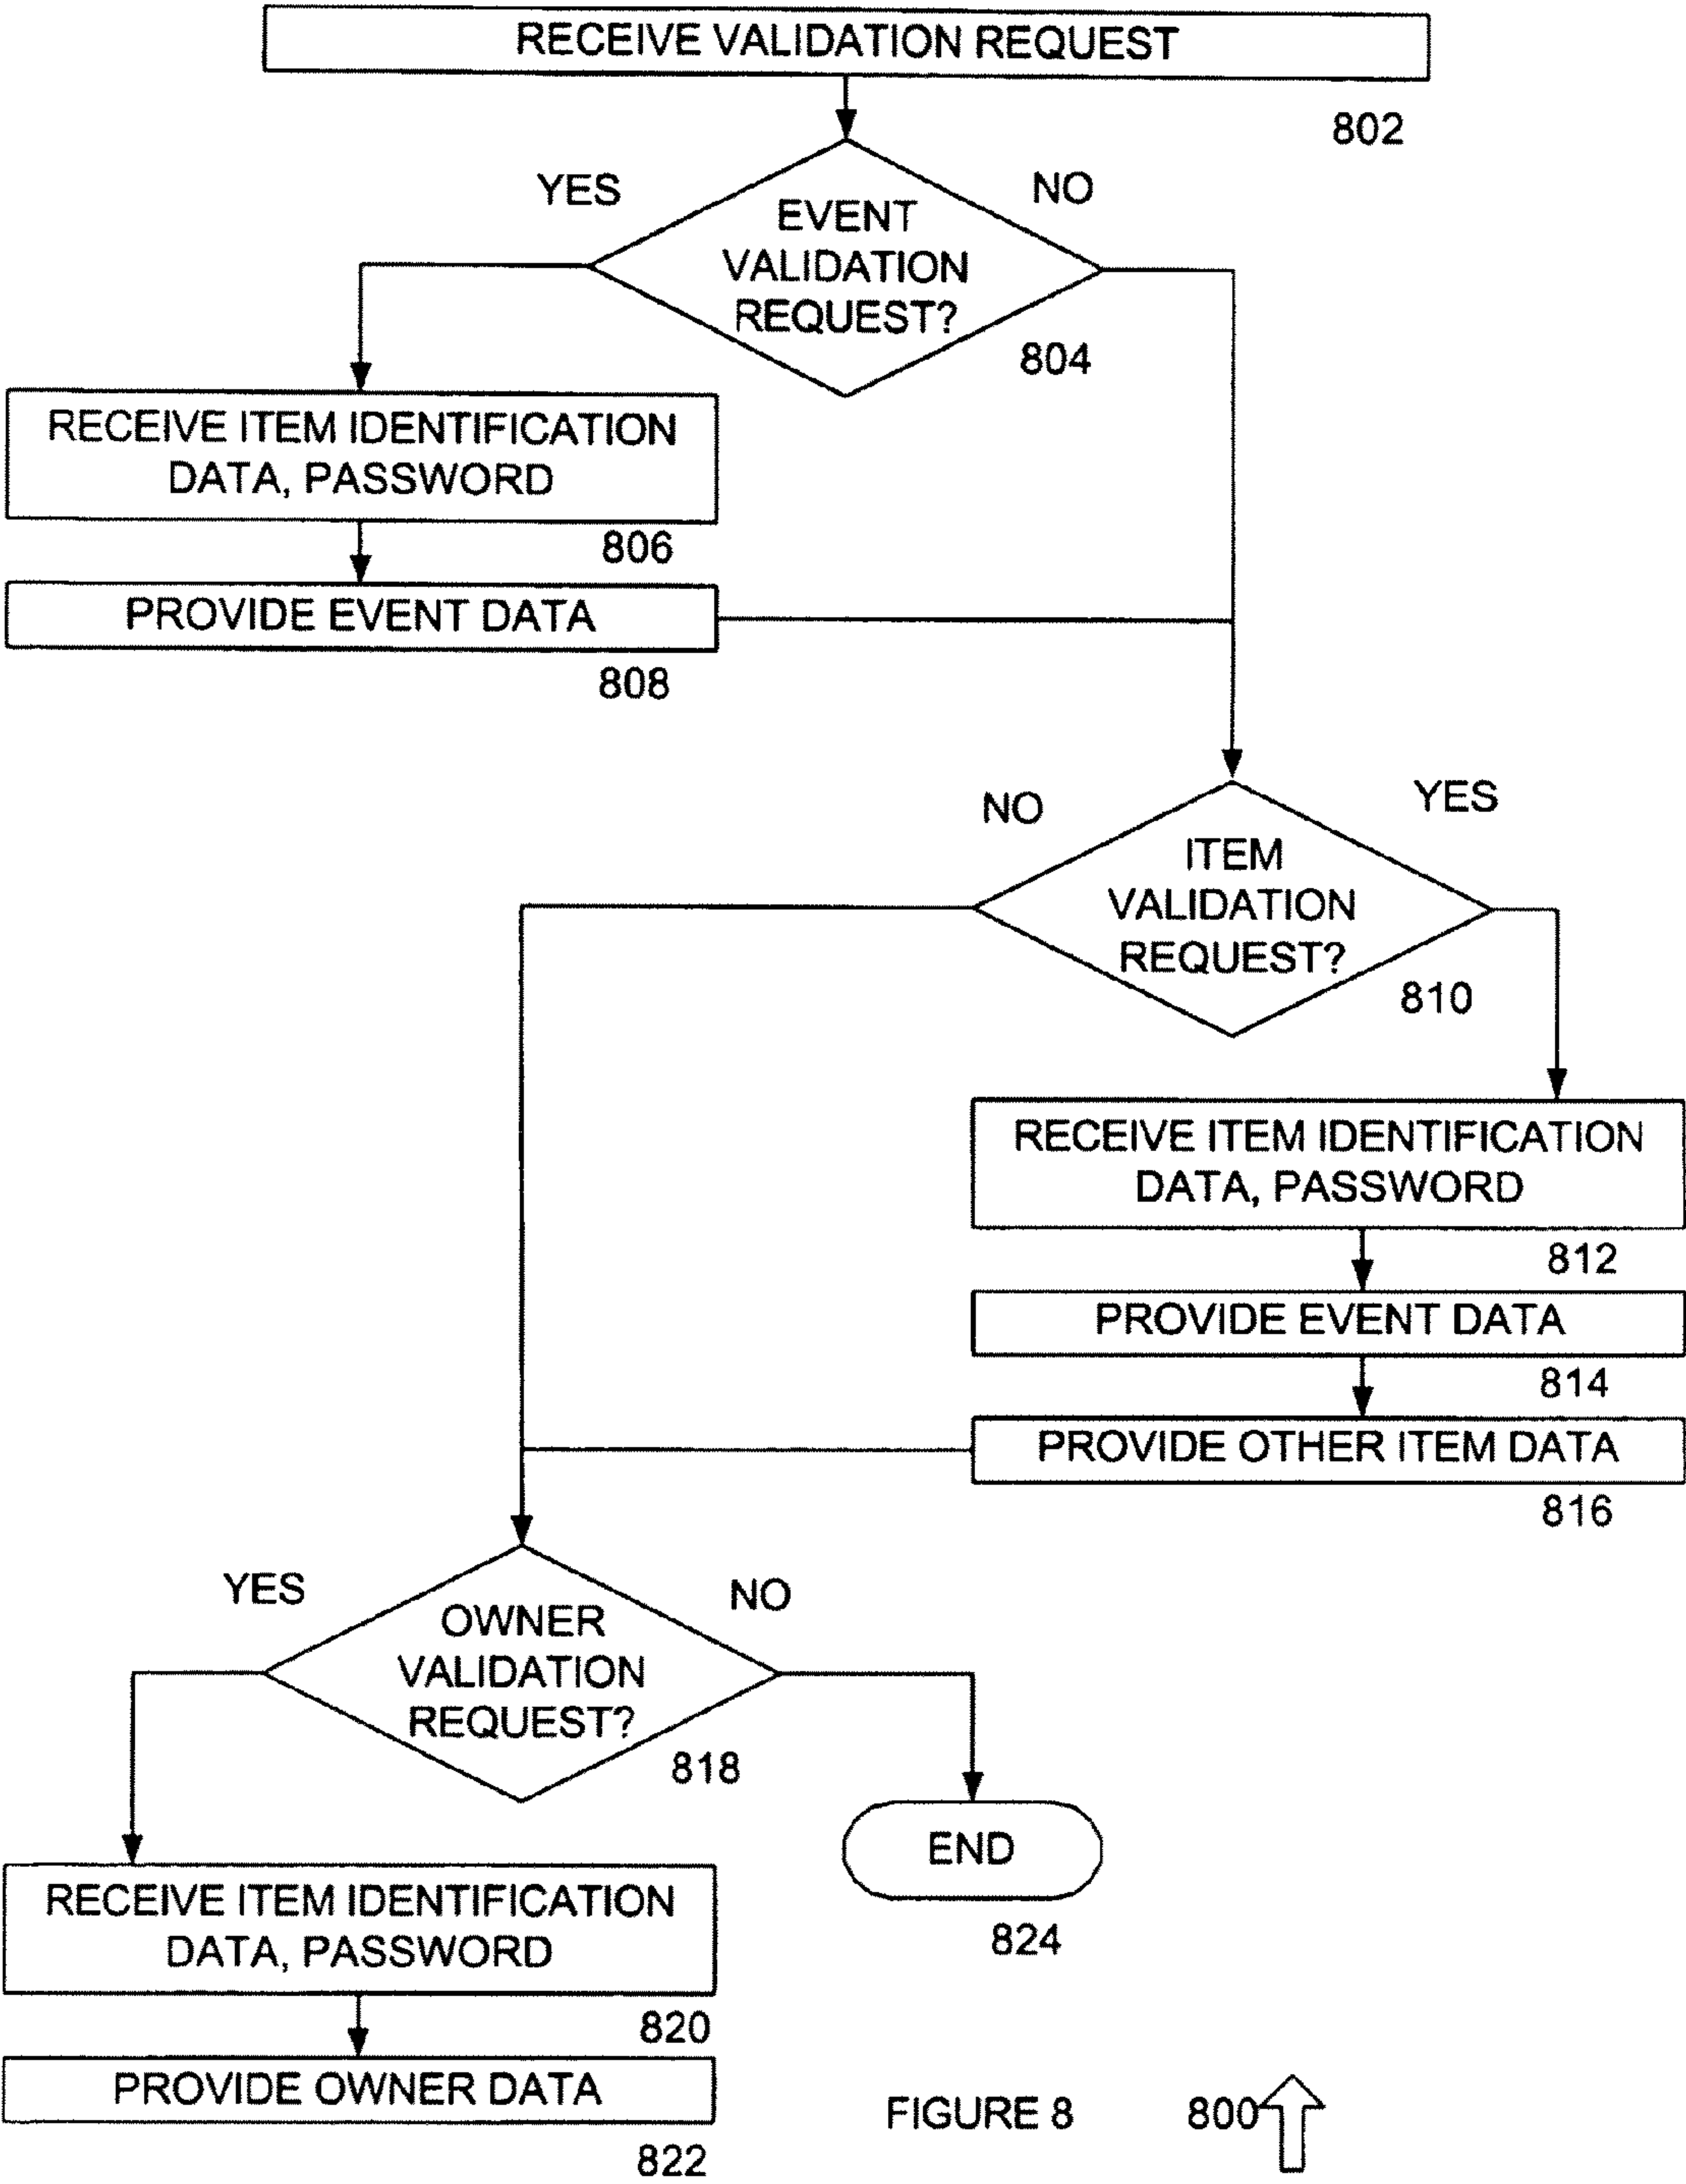 RECEIVE VALIDATION REQUEST
802
YES
NO
EVENT
VALIDATION
REQUEST?
804
RECEIVE ITEM IDENTIFICATION
DATA, PASSWORD
806
PROVIDE EVENT DATA
808
NO
YES
ITEM
VALIDATION
REQUEST?
810
RECEIVE ITEM IDENTIFICATION
DATA, PASSWORD
812
PROVIDE EVENT DATA
814
PROVIDE OTHER ITEM DATA
816
YES
NO
OWNER
VALIDATION
REQUEST?
818
END
824
RECEIVE ITEM IDENTIFICATION
DATA, PASSWORD
820
PROVIDE OWNER DATA
822
FIGURE 8
800